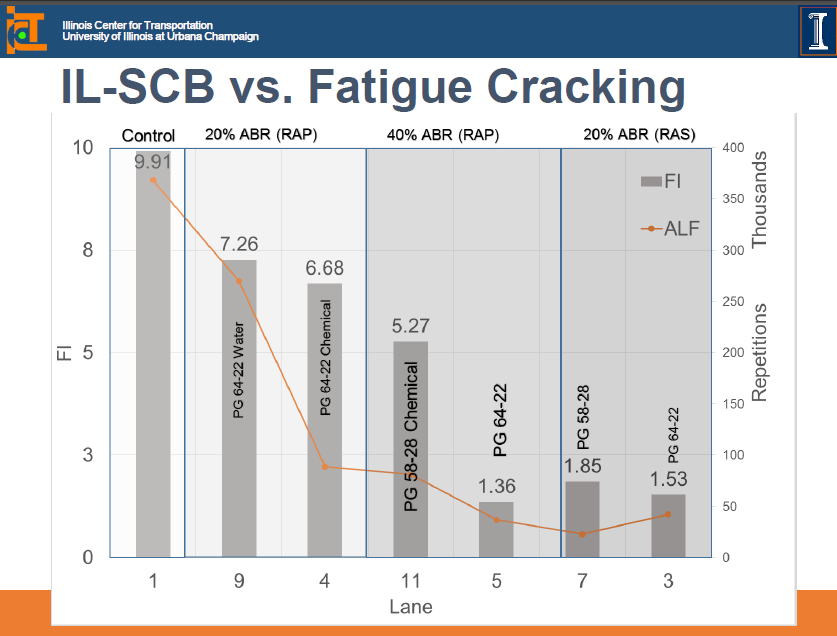 ICT
Illinois Center for Transportation
University of Illinois at Urbana Champaign
I
IL-SCB vs. Fatigue Cracking
Control
20% ABR (RAP)
40% ABR (RAP)
20% ABR (RAS)
10
8
5
3
0
FI
400
350
300
250
200
150
100
50
0
Thousands
Repetitions
FI
ALF
9.91
7.26
6.68
5.27
1.36
1.85
1.53
PG 64-22 Water
PG 64-22 Chemical
PG 58-28 Chemical
PG 64-22
PG 58-28
PG 64-22
1
9
4
11
5
7
3
Lane